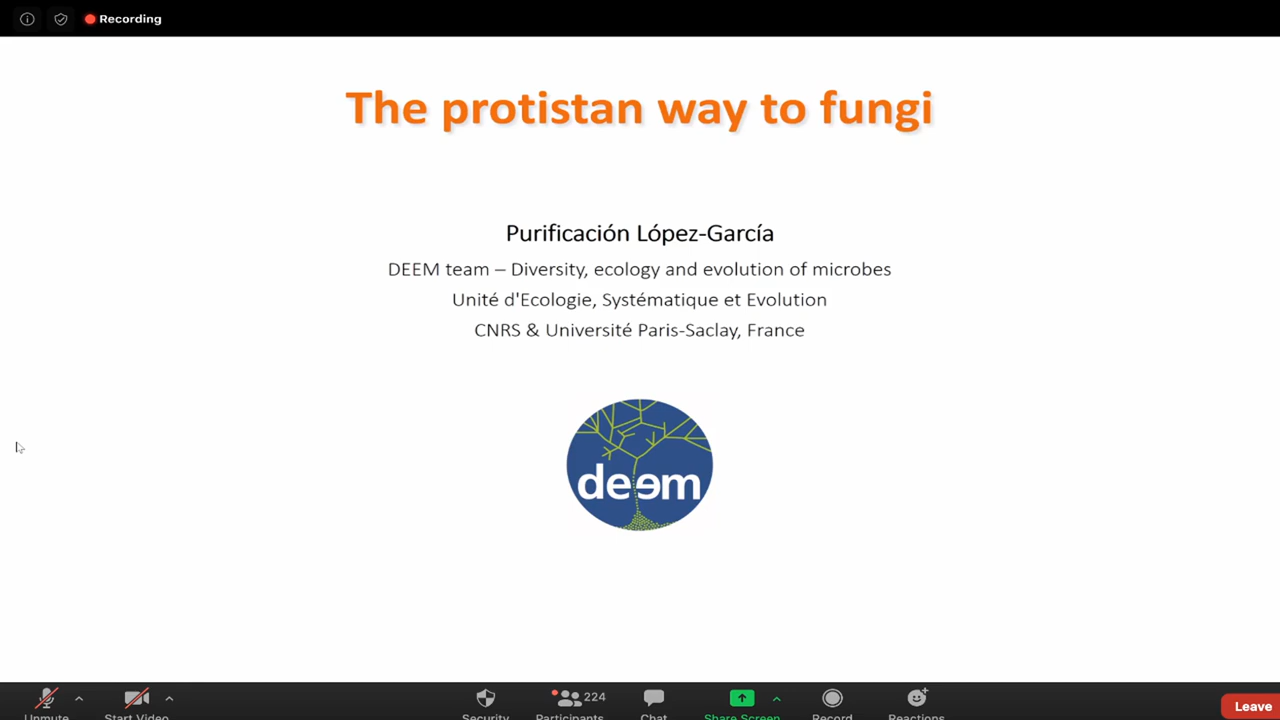 Recording
The protistan way to fungi
Purificación López-García
DEEM team – Diversity, ecology and evolution of microbes
Unité d'Ecologie, Systématique et Evolution
CNRS & Université Paris-Saclay, France
deem
224
Unmute Start Video Security Participants Chat Share Screen Record Reactions Leave